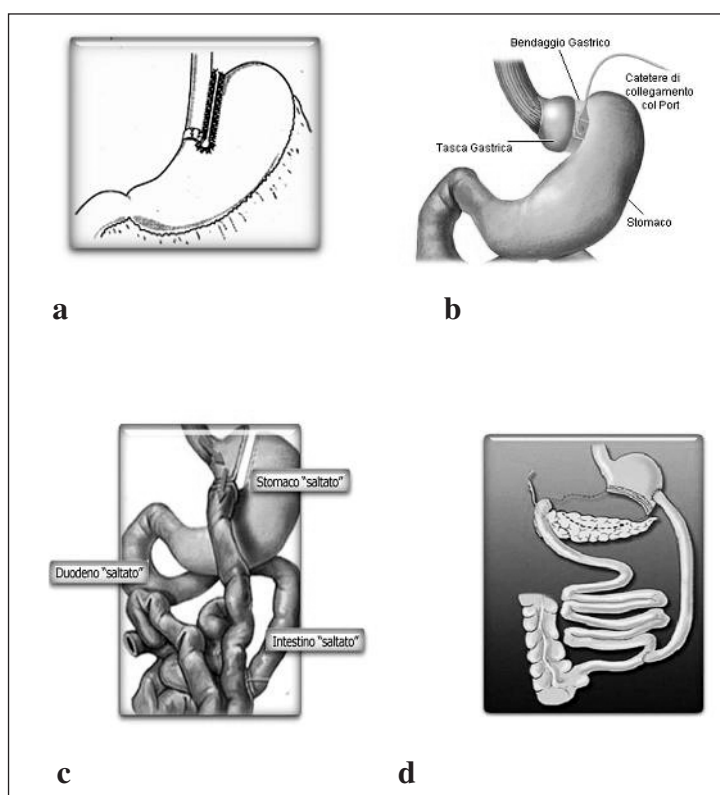 Bendaggio Gastrico
Catetere di
collegamento
col Port
Tasca Gastrica
Stomaco
a
b
Stomaco "saltato"
Duodeno "saltato"
Intestino "saltato"
c
d